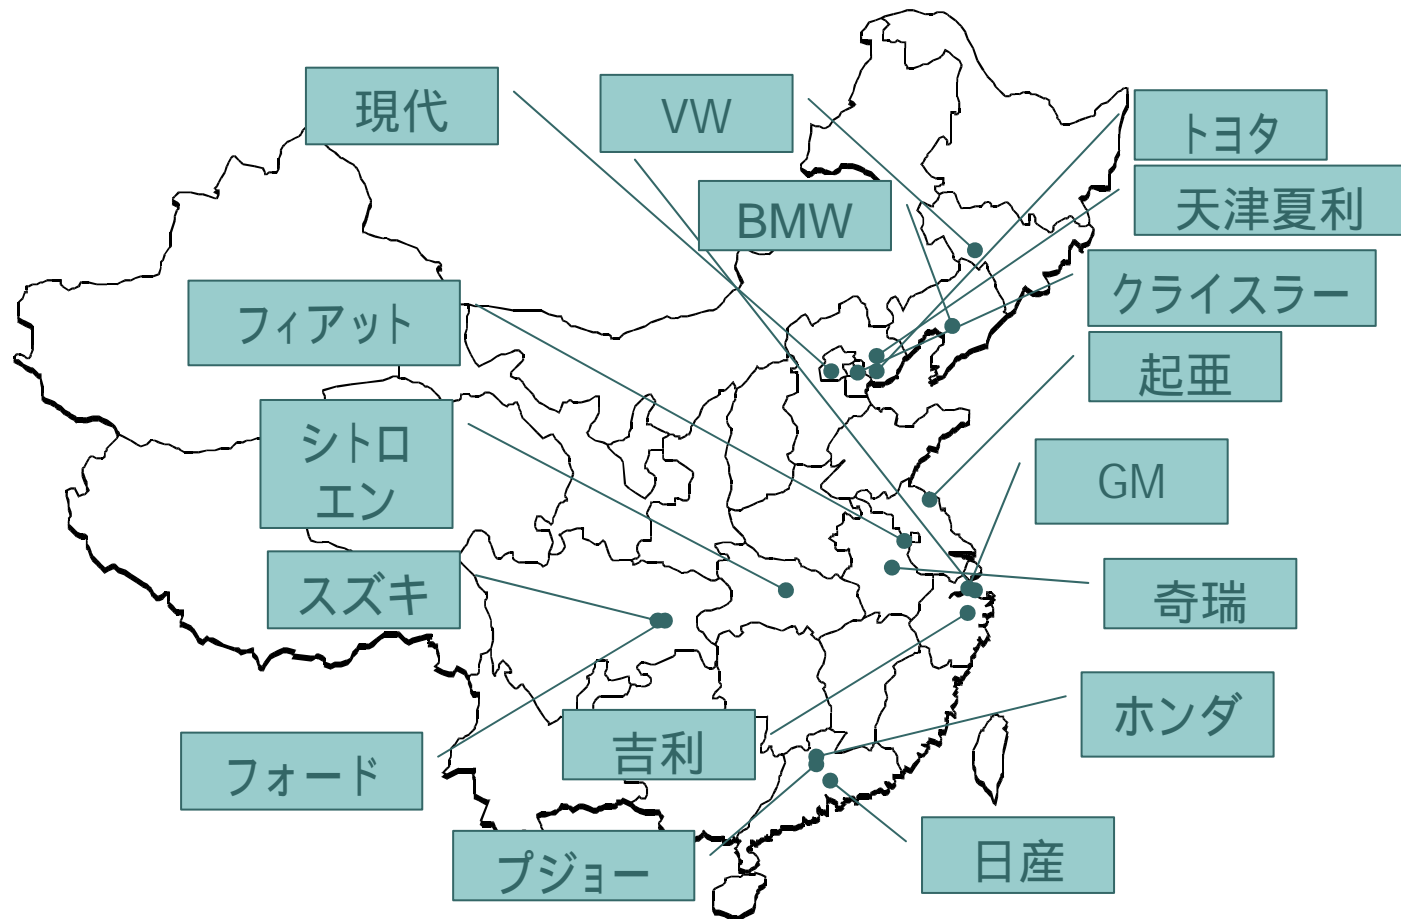 現代
VW
トヨタ
天津夏利
BMW
クライスラー
フィアット
起亜
シトロ
エン
GM
スズキ
奇瑞
ホンダ
吉利
フォード
プジョー
日産